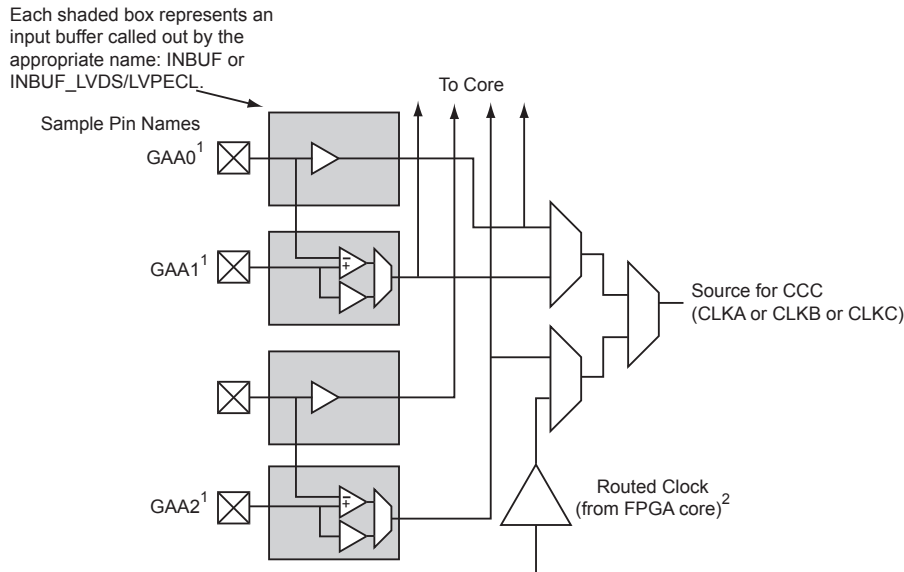 Each shaded box represents an
input buffer called out by the
appropriate name: INBUF or
INBUF_LVDS/LVPECL.
To Core
Sample Pin Names
GAA0¹
GAA1¹
Source for CCC
(CLKA or CLKB or CLKC)
GAA2¹
Routed Clock
(from FPGA core)²